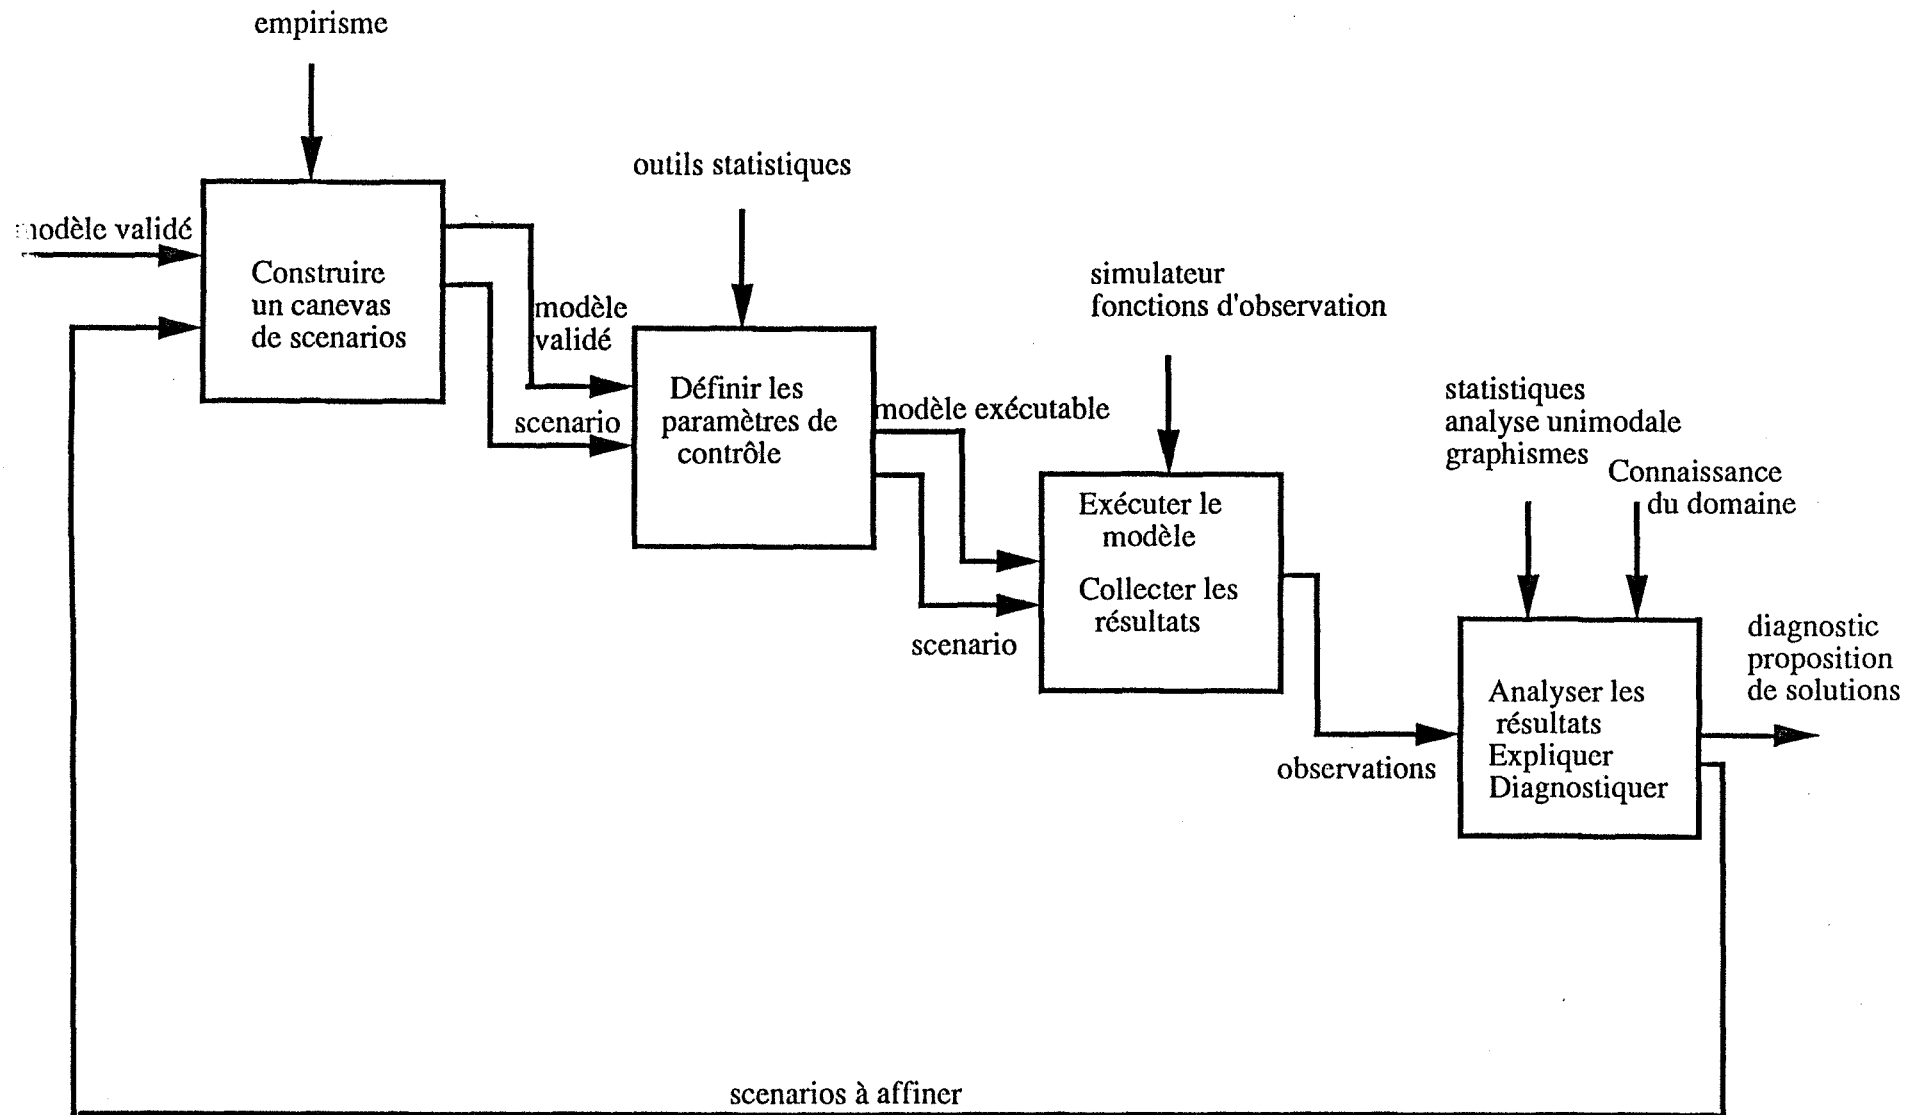 empirisme
outils statistiques
modèle validé
Construire
un canevas
de scenarios
simulateur
fonctions d'observation
modèle
validé
Définir les
paramètres de
contrôle
scenario
modèle exécutable
statistiques
analyse unimodale
graphismes
Connaissance
du domaine
Exécuter le
modèle
Collecter les
résultats
scenario
diagnostic
proposition
de solutions
Analyser les
résultats
Expliquer
Diagnostiquer
observations
scenarios à affiner